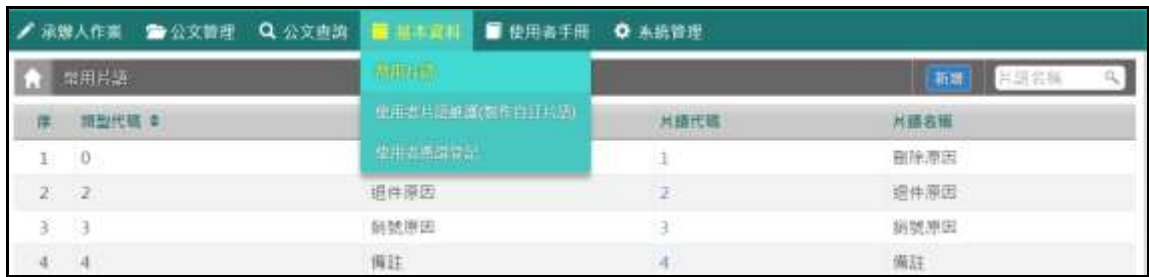 承辦人作業 公文管理 公文查詢 基本資料 使用者手冊 系統管理
常用片語 常用片語 新增 片語名稱
序 類型代碼 使用者片語維護(製作自訂片語) 片語代碼 片語名稱
使用者應讀登記
1 0 1 刪除原因
2 2 退件原因 2 退件原因
3 3 銷號原因 3 銷號原因
4 4 備註 4 備註